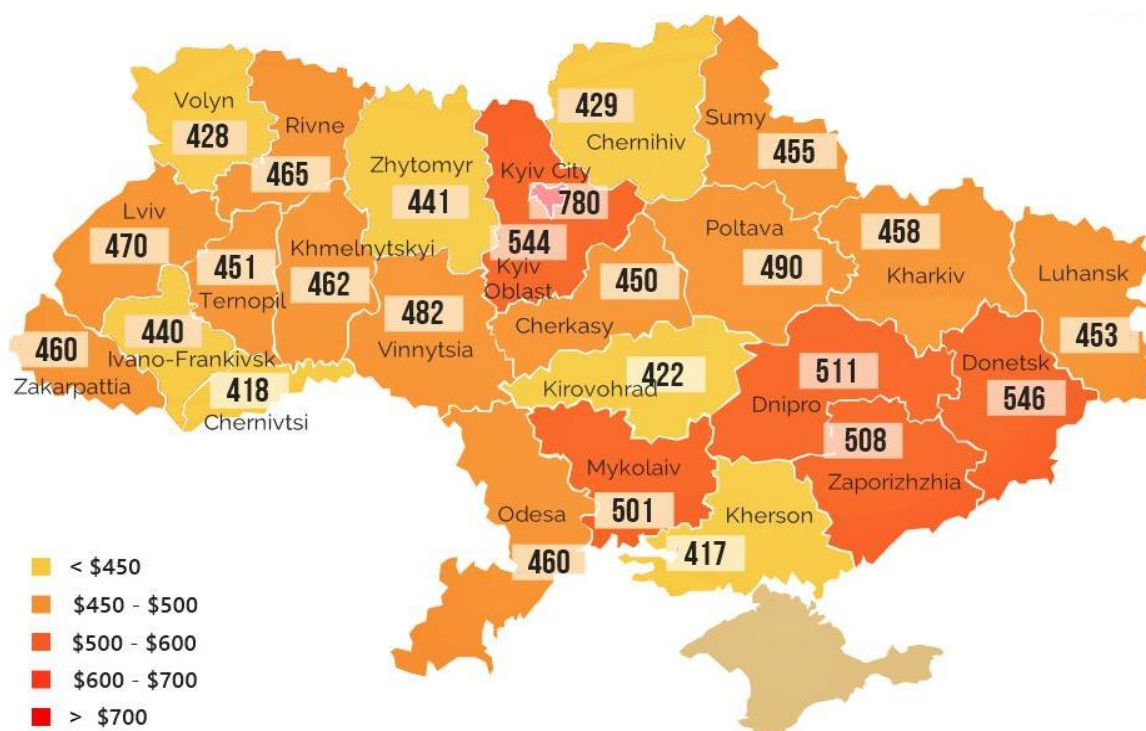 Volyn
428
Rivne
465
Zhytomyr
441
Kyiv City
780
544
Kyiv
Oblast
429
Chernihiv
Sumy
455
Lviv
470
451
Ternopil
Khmelnytskyi
462
482
Vinnytsia
450
Cherkasy
Poltava
490
458
Kharkiv
Luhansk
453
460
Zakarpattia
440
Ivano-Frankivsk
418
Chernivtsi
422
Kirovohrad
511
Dnipro
Donetsk
546
508
Zaporizhzhia
Mykolaiv
501
Odesa
460
Kherson
417
< $450
$450 - $500
$500 - $600
$600 - $700
> $700